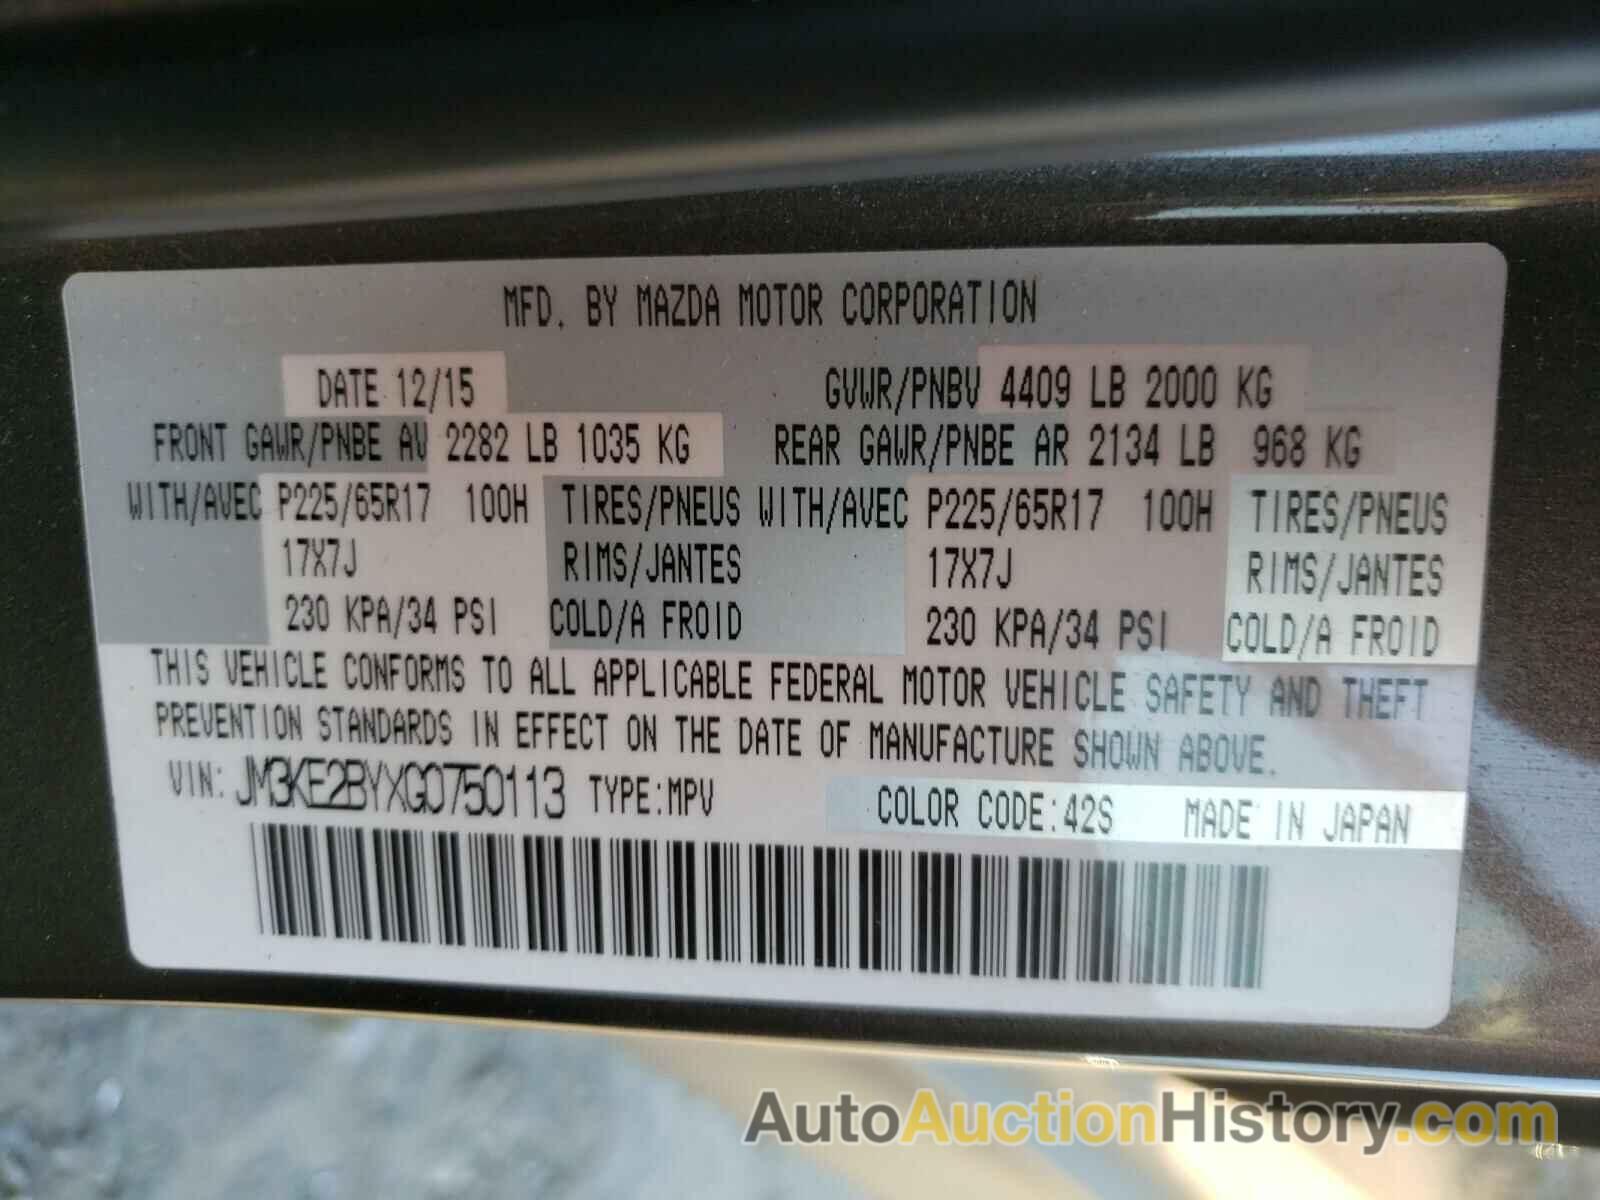 MFD. BY MAZDA MOTOR CORPORATION
DATE 12/15 GVWR/PNBV 4409 LB 2000 KG
FRONT GAWR/PNBE AV 2282 LB 1035 KG REAR GAWR/PNBE AR 2134 LB 968 KG
WITH/AVEC P225/65R17 100H TIRES/PNEUS WITH/AVEC P225/65R17 100H TIRES/PNEUS
17X7J RIMS/JANTES 17X7J RIMS/JANTES
230 KPA/34 PSI COLD/A FROID 230 KPA/34 PSI COLD/A FROID
THIS VEHICLE CONFORMS TO ALL APPLICABLE FEDERAL MOTOR VEHICLE SAFETY AND THEFT
PREVENTION STANDARDS IN EFFECT ON THE DATE OF MANUFACTURE SHOWN ABOVE.
VIN: JM3KE2BYXG0750113 TYPE:MPV COLOR CODE:42S MADE IN JAPAN
AutoAuctionHistory.com